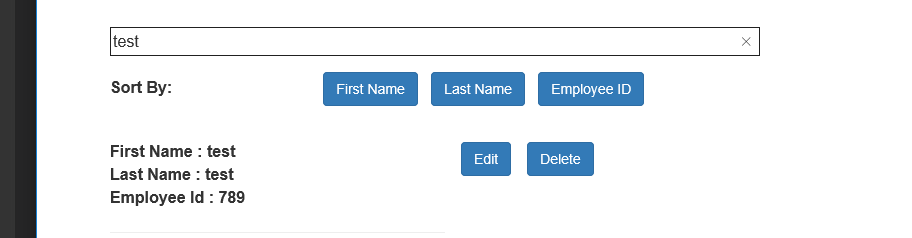 test
Sort By: First Name Last Name Employee ID
First Name : test Edit Delete
Last Name : test
Employee Id : 789